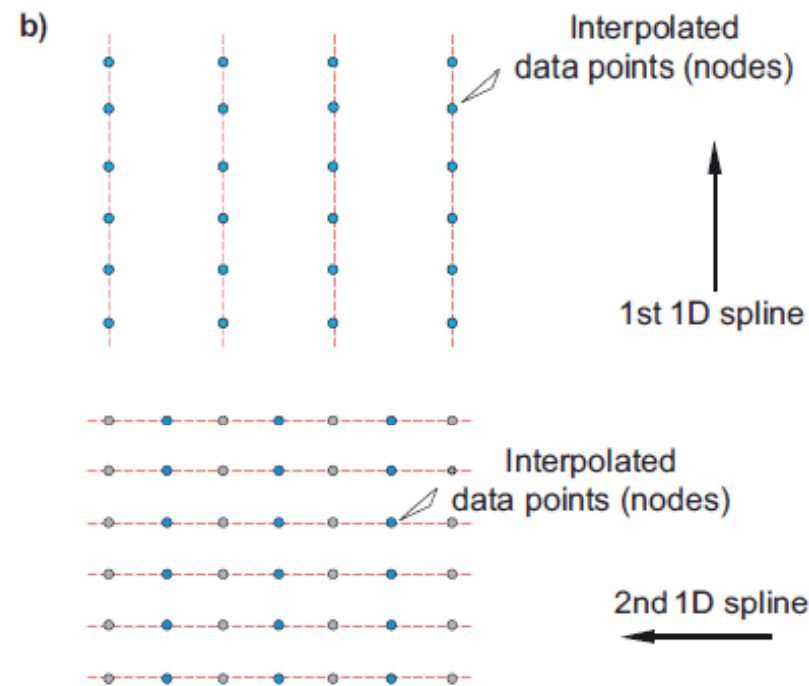 b)
Interpolated
data points (nodes)
1st 1D spline
Interpolated
data points (nodes)
2nd 1D spline